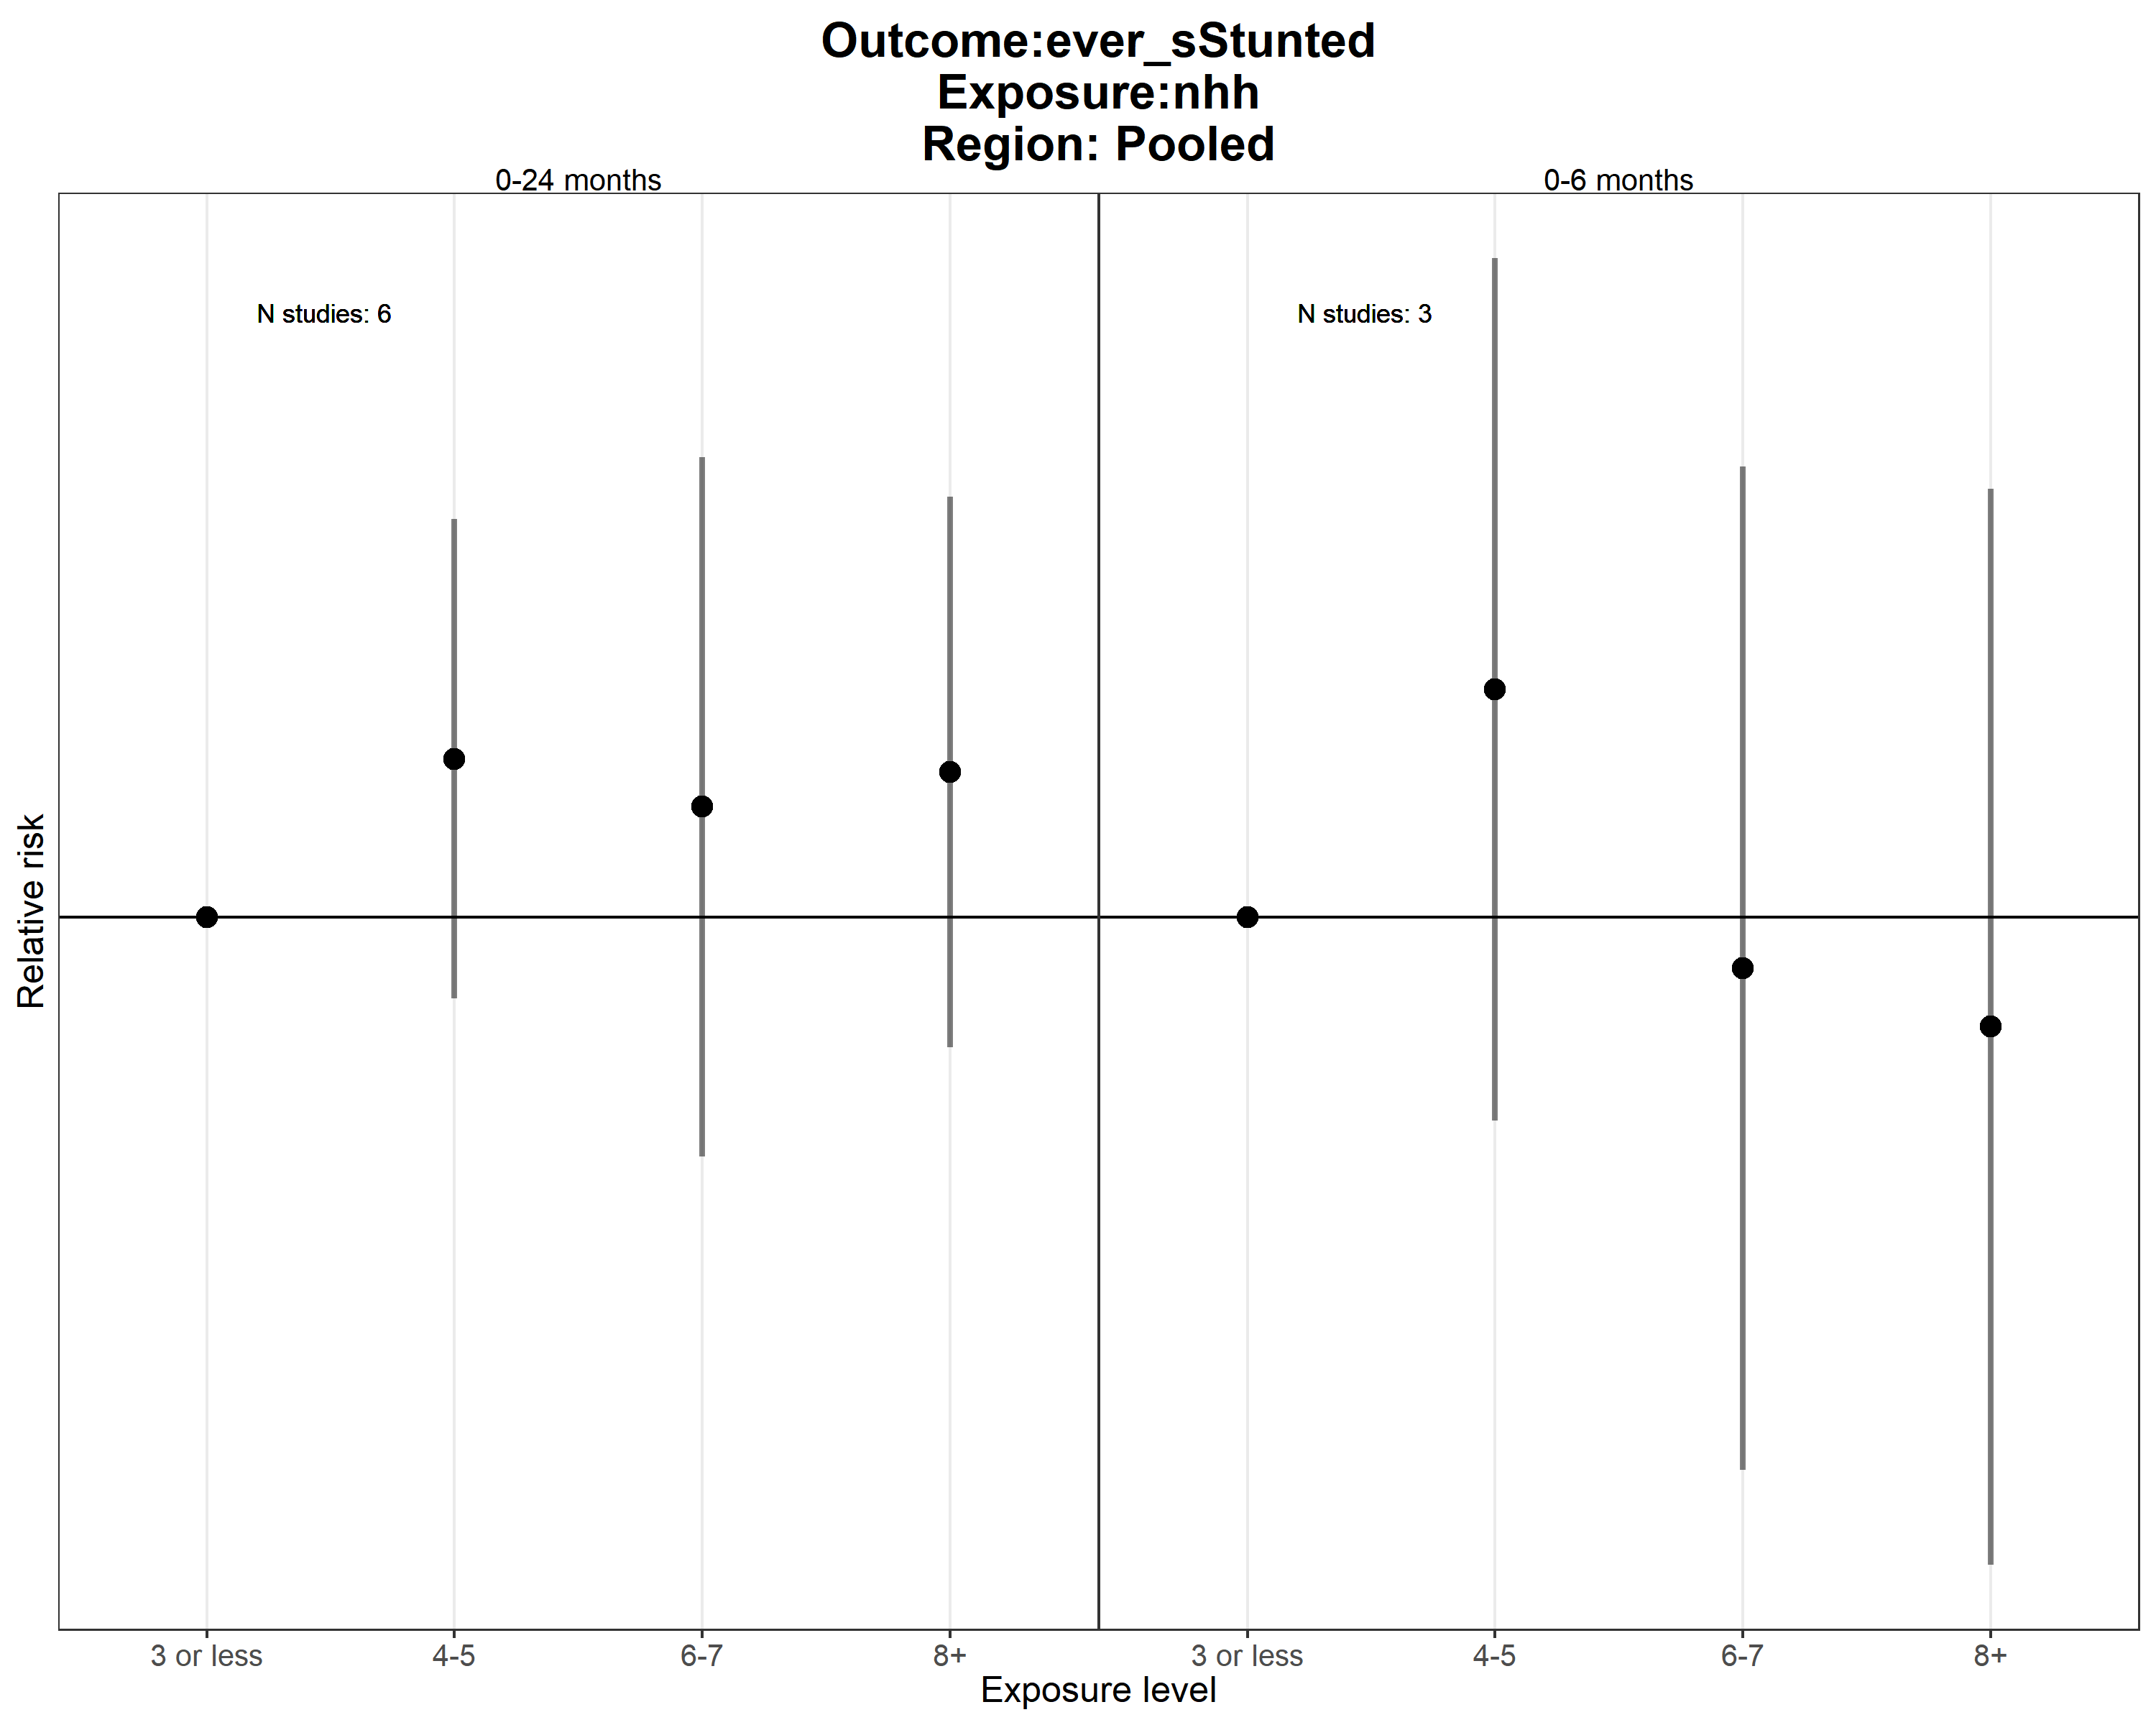 Outcome:ever_sStunted
Exposure:nhh
Region: Pooled
0-24 months
0-6 months
N studies: 6
N studies: 3
Relative risk
3 or less
4-5
6-7
8+
3 or less
4-5
6-7
8+
Exposure level